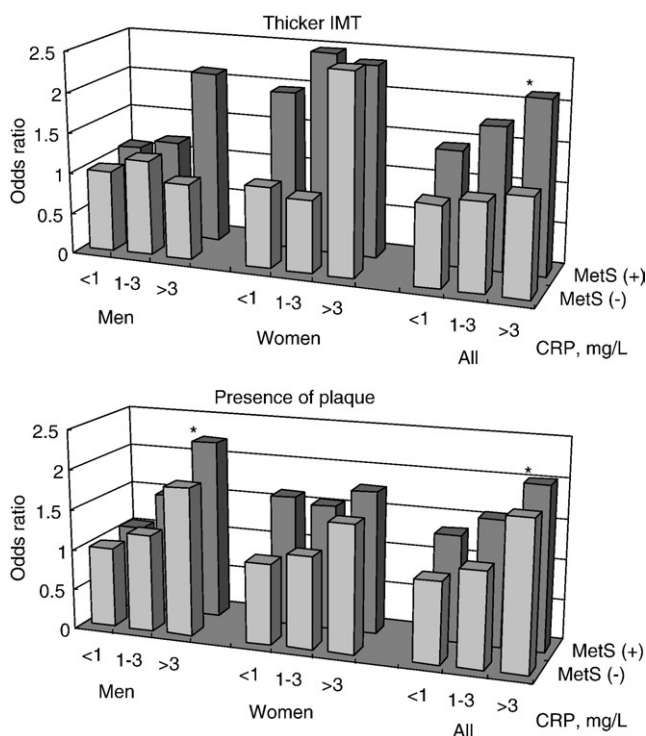 Thicker IMT
2.5
2
1.5
1
0.5
0
Odds ratio
*
<1 1-3 >3
Men
<1 1-3 >3
Women
<1 1-3 >3
All
MetS (+)
MetS (-)
CRP, mg/L
Presence of plaque
2.5
2
1.5
1
0.5
0
Odds ratio
*
*
<1 1-3 >3
Men
<1 1-3 >3
Women
<1 1-3 >3
All
MetS (+)
MetS (-)
CRP, mg/L